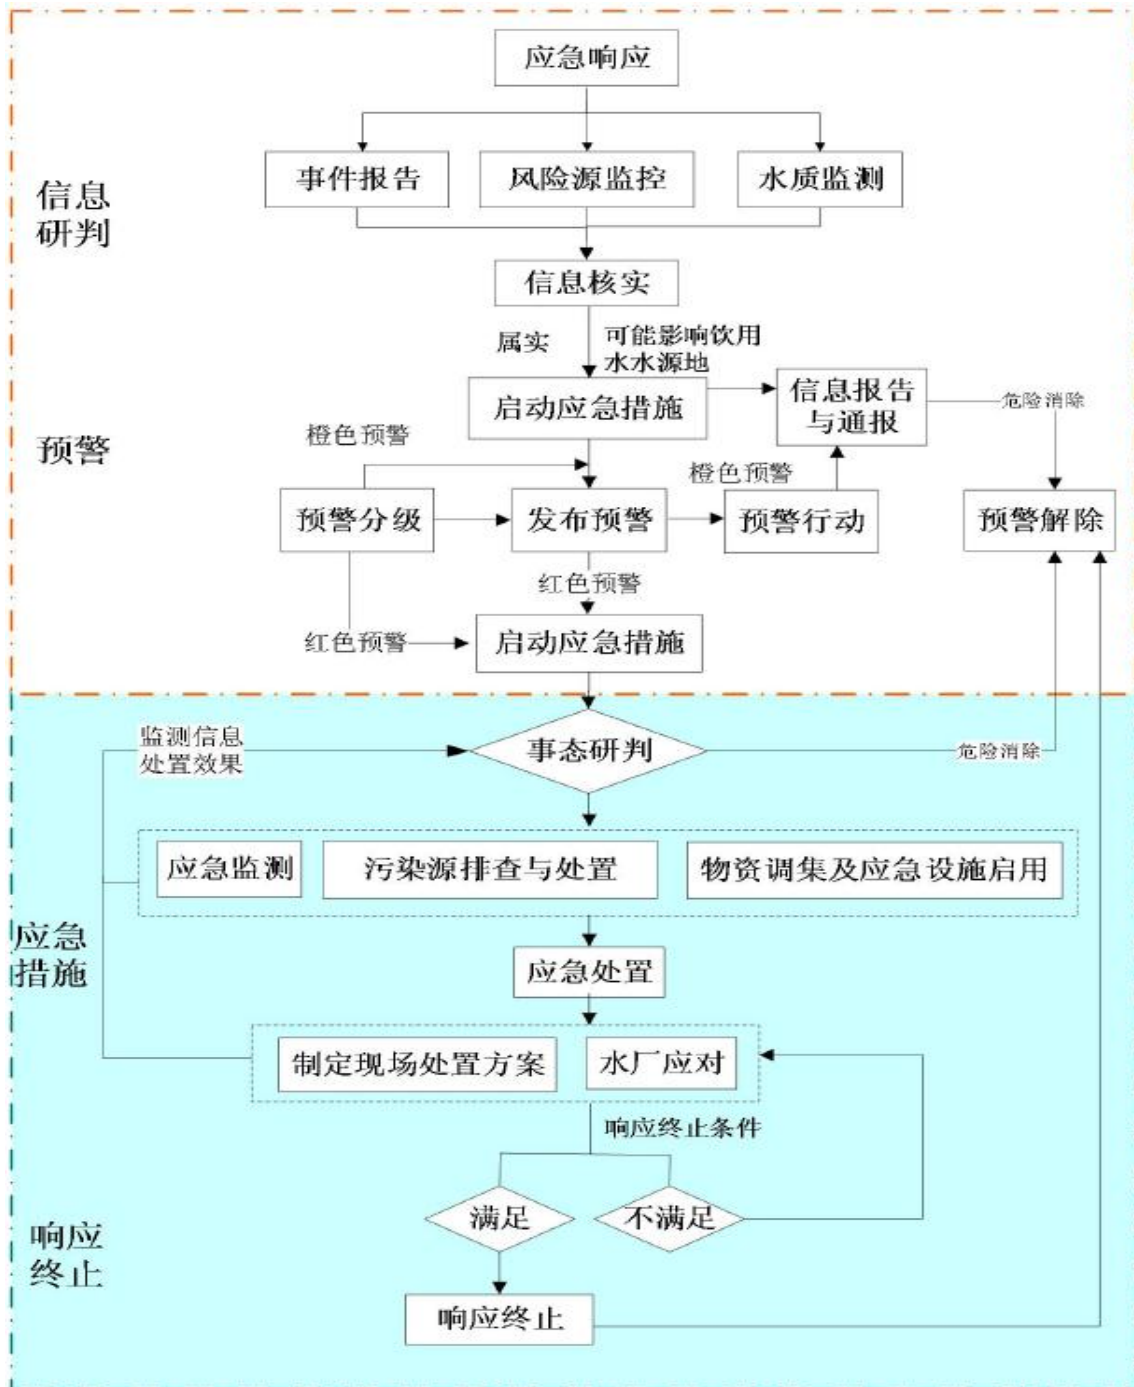 应急响应
事件报告
风险源监控
水质监测
信息
研判
信息核实
属实
可能影响饮用
水水源地
启动应急措施
信息报告
与通报
危险消除
预警
橙色预警
橙色预警
预警分级
发布预警
预警行动
预警解除
红色预警
红色预警
启动应急措施
监测信息
处置效果
事态研判
危险消除
应急监测
污染源排查与处置
物资调集及应急设施启用
应急
措施
应急处置
制定现场处置方案
水厂应对
响应终止条件
满足
不满足
响应
终止
响应终止